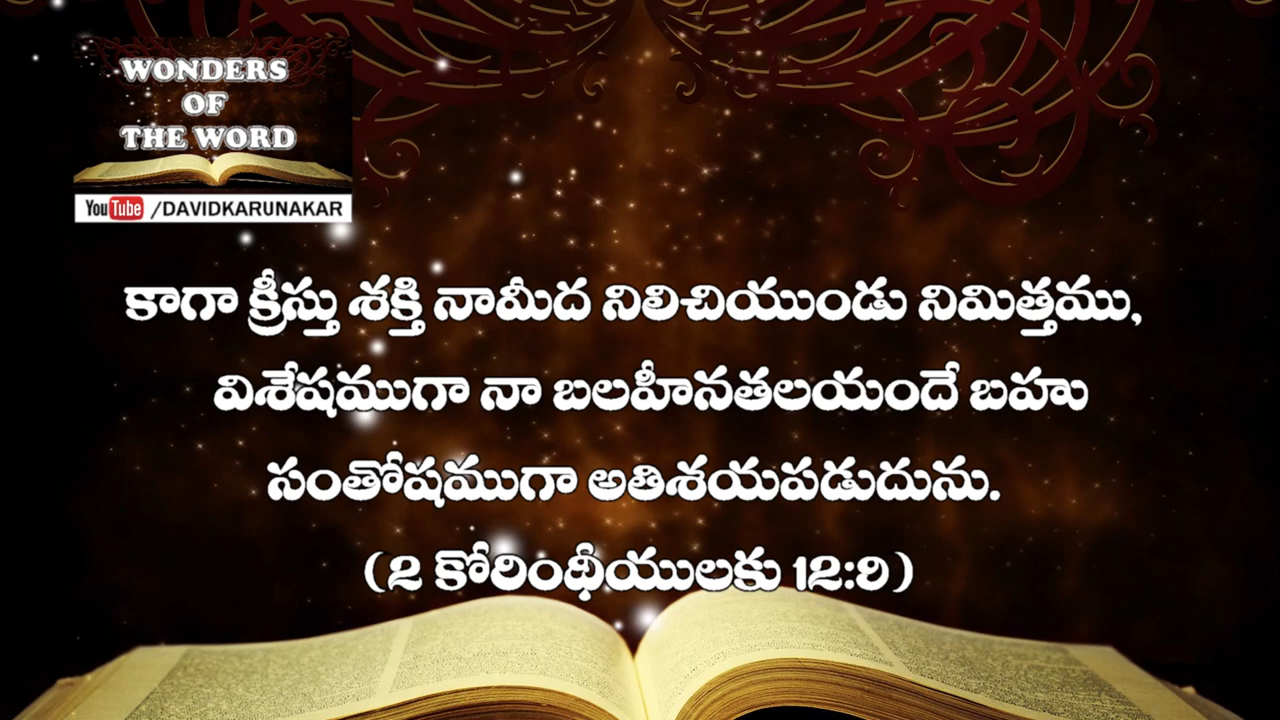 WONDERS
OF
THE WORD
YouTube /DAVIDKARUNAKAR
కాగా క్రీస్తు శక్తి నామీద నిలిచియుండు నిమిత్తము,
విశేషముగా నా బలహీనతలయందే బహు
సంతోషముగా అతిశయపడుదును.
(2 కోరింథీయులకు 12:9)